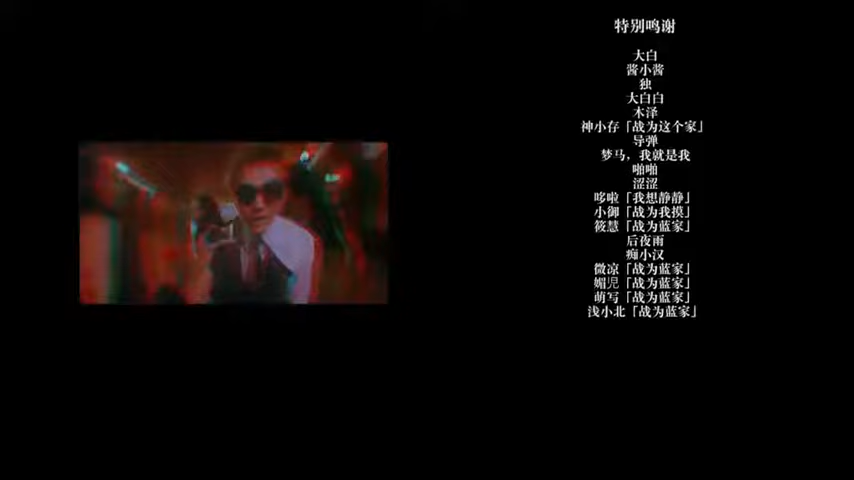 特别鸣谢
大白
酱小酱
独
大白白
木泽
神小存「战为这个家」
导弹
梦马，我就是我
啪啪
涩涩
哆啦「我想静静」
小御「战为我摸」
筱慧「战为蓝家」
后夜雨
痴小汉
微凉「战为蓝家」
媚児「战为蓝家」
萌写「战为蓝家」
浅小北「战为蓝家」